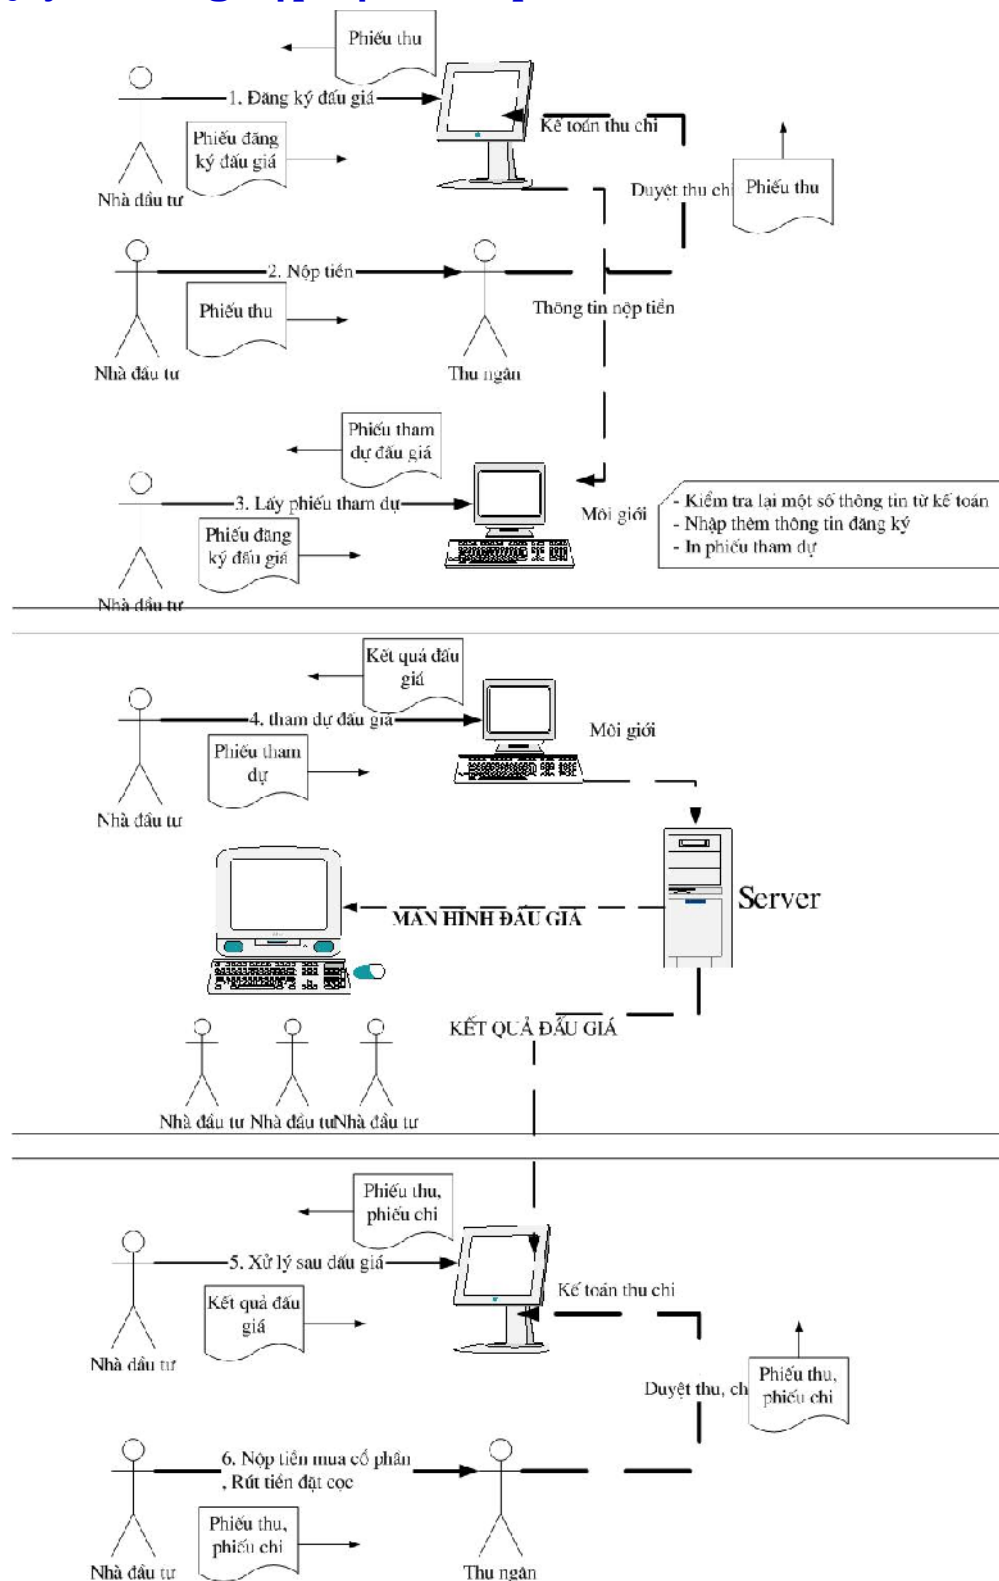 Phiếu thu
1. Đăng ký đấu giá
Kế toán thu chi
Phiếu đăng
ký đấu giá
Nhà đầu tư
Duyệt thu chi
Phiếu thu
2. Nộp tiền
Phiếu thu
Thông tin nộp tiền
Nhà đầu tư
Thu ngân
Phiếu tham
dự đấu giá
3. Lấy phiếu tham dự
Môi giới
- Kiểm tra lại một số thông tin từ kế toán
- Nhập thêm thông tin đăng ký
- In phiếu tham dự
Phiếu đăng
ký đấu giá
Nhà đầu tư
Kết quả đấu
giá
4. tham dự đấu giá
Môi giới
Phiếu tham
dự
Nhà đầu tư
Server
MÀN HÌNH ĐẤU GIÁ
KẾT QUẢ ĐẤU GIÁ
Nhà đầu tư Nhà đầu tư Nhà đầu tư
Phiếu thu,
phiếu chi
5. Xử lý sau đấu giá
Kế toán thu chi
Kết quả đấu
giá
Nhà đầu tư
Duyệt thu, ch
Phiếu thu,
phiếu chi
6. Nộp tiền mua cổ phần
, Rút tiền đặt cọc
Phiếu thu,
phiếu chi
Nhà đầu tư
Thu ngân